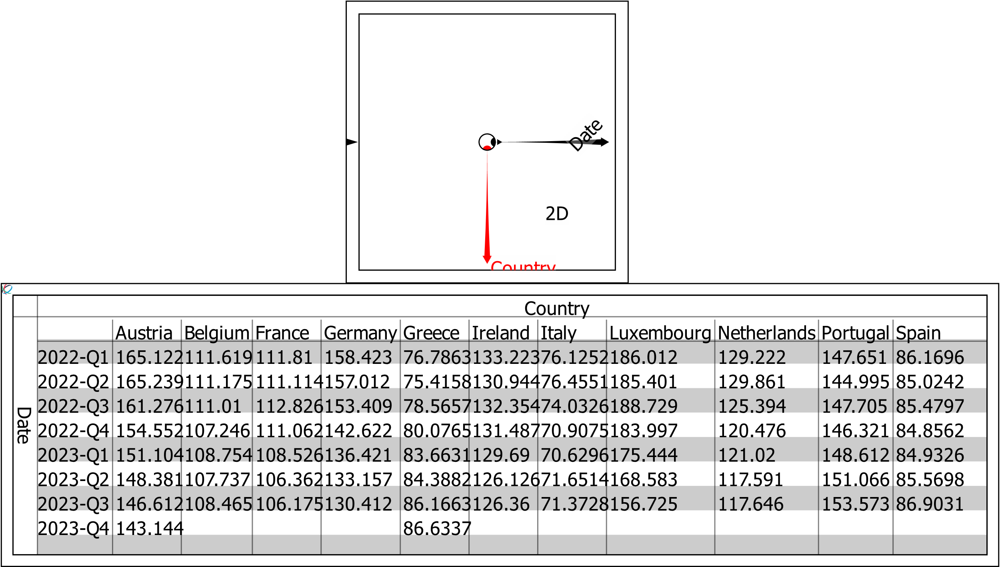 Date
2D
Country
Country
Austria Belgium France Germany Greece Ireland Italy Luxembourg Netherlands Portugal Spain
Date
2022-Q1 165.122 111.619 111.81 158.423 76.7863 133.223 76.1252 186.012 129.222 147.651 86.1696
2022-Q2 165.239 111.175 111.114 157.012 75.4158 130.944 76.4551 185.401 129.861 144.995 85.0242
2022-Q3 161.276 111.01 112.826 153.409 78.5657 132.354 74.0326 188.729 125.394 147.705 85.4797
2022-Q4 154.552 107.246 111.062 142.622 80.0765 131.487 70.9075 183.997 120.476 146.321 84.8562
2023-Q1 151.104 108.754 108.526 136.421 83.6631 129.69 70.6296 175.444 121.02 148.612 84.9326
2023-Q2 148.381 107.737 106.362 133.157 84.3882 126.126 71.6514 168.583 117.591 151.066 85.5698
2023-Q3 146.612 108.465 106.175 130.412 86.1663 126.36 71.3728 156.725 117.646 153.573 86.9031
2023-Q4 143.144 86.6337